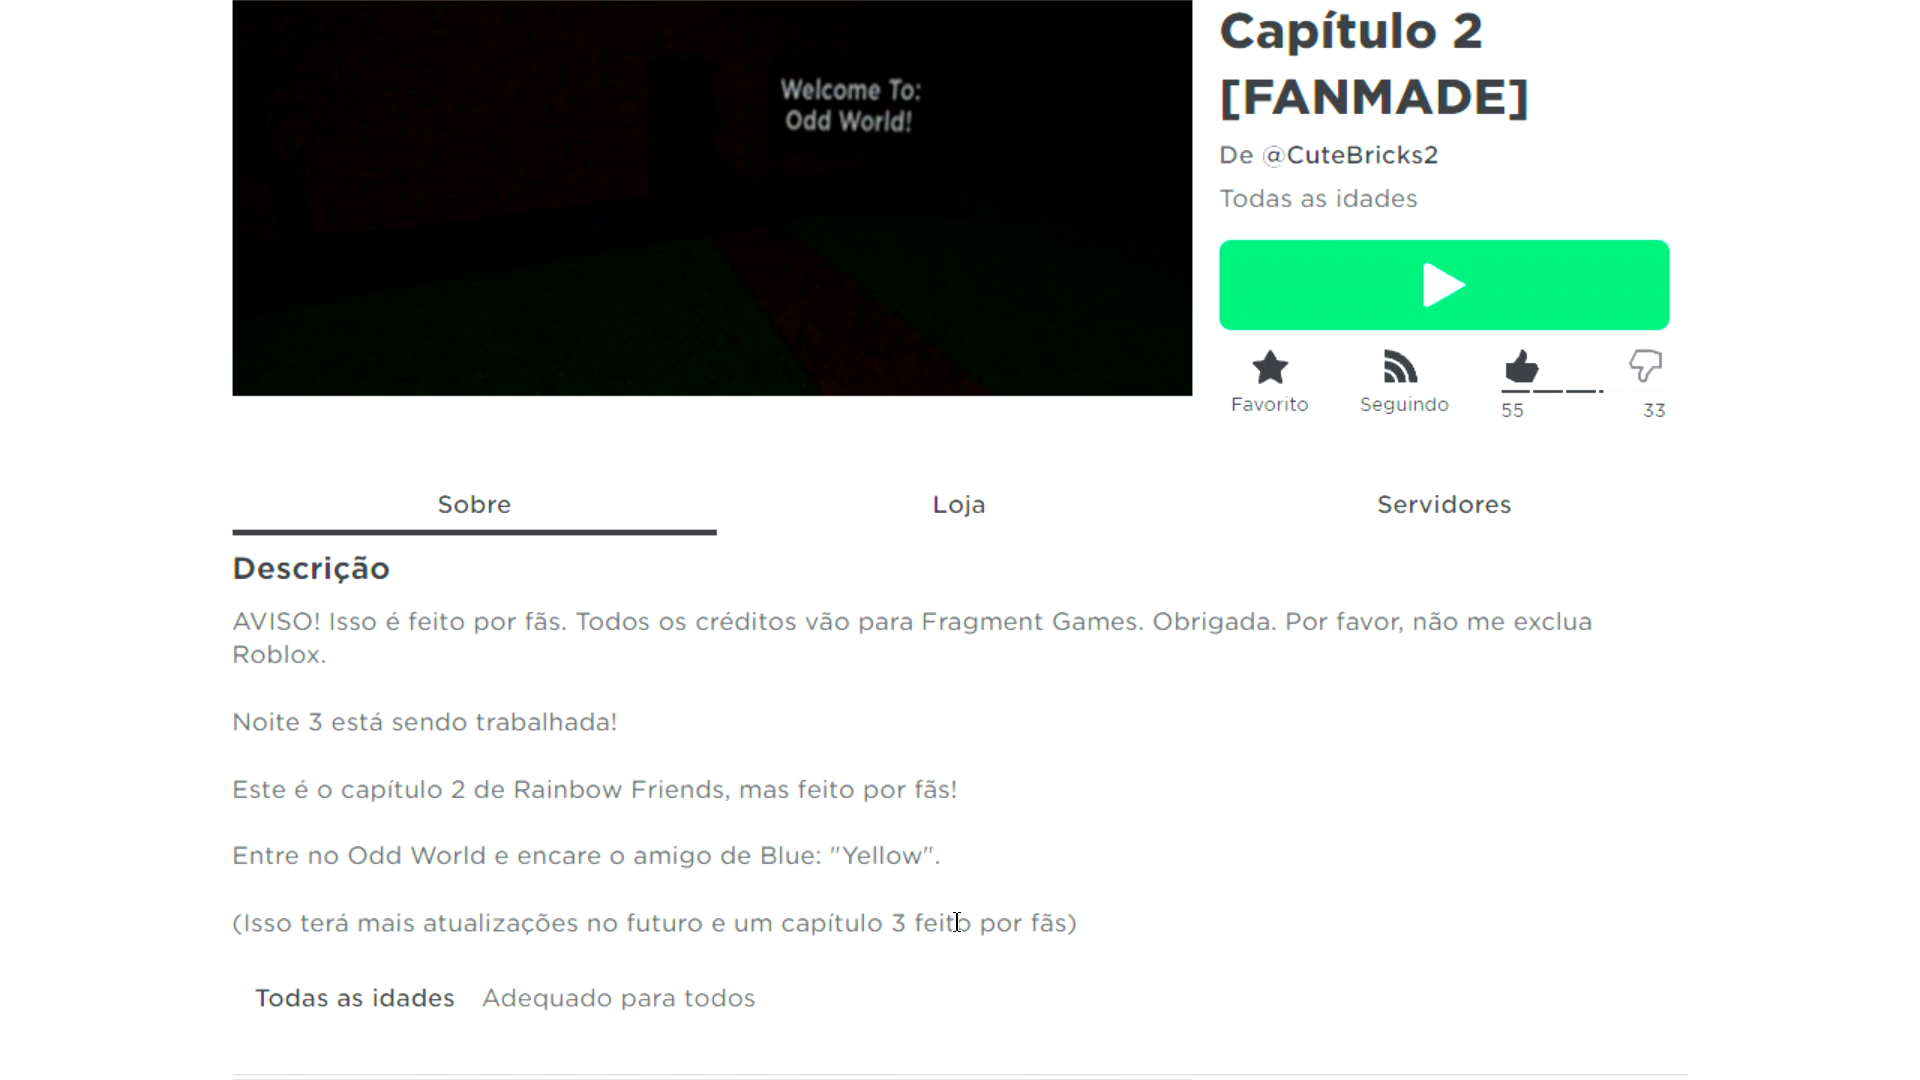 Welcome To:
Odd World!
Capítulo 2
[FANMADE]
De @CuteBricks2
Todas as idades
Favorito
Seguindo
55
33
Sobre
Loja
Servidores
Descrição
AVISO! Isso é feito por fãs. Todos os créditos vão para Fragment Games. Obrigada. Por favor, não me exclua
Roblox.
Noite 3 está sendo trabalhada!
Este é o capítulo 2 de Rainbow Friends, mas feito por fãs!
Entre no Odd World e encare o amigo de Blue: "Yellow".
(Isso terá mais atualizações no futuro e um capítulo 3 feito por fãs)
Todas as idades Adequado para todos